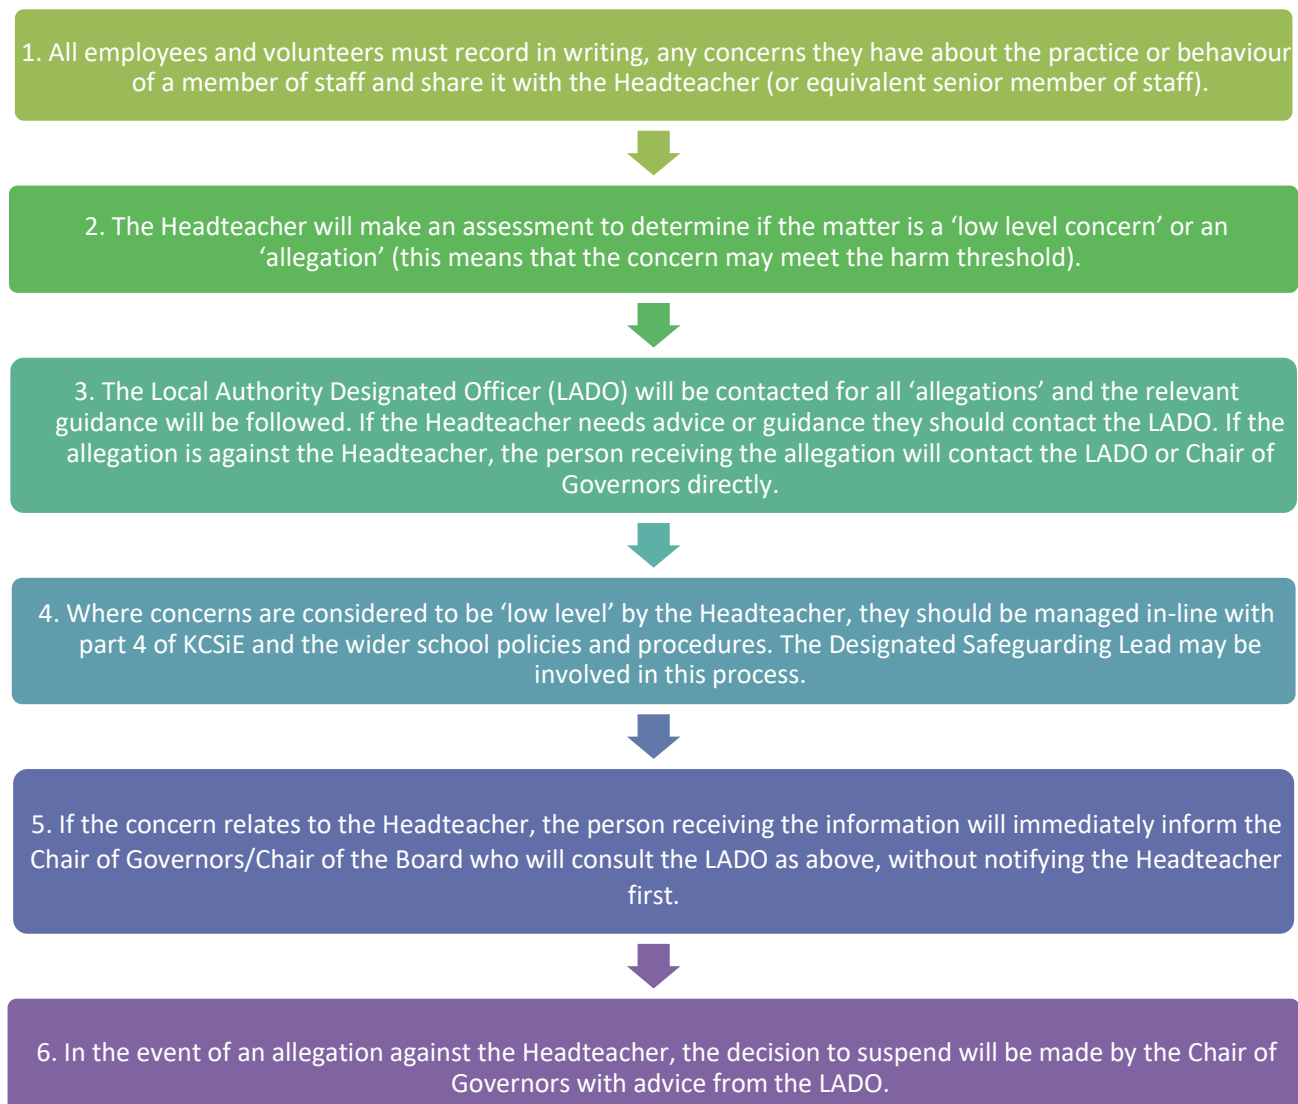 1. All employees and volunteers must record in writing, any concerns they have about the practice or behaviour
of a member of staff and share it with the Headteacher (or equivalent senior member of staff).
2. The Headteacher will make an assessment to determine if the matter is a ‘low level concern’ or an
‘allegation’ (this means that the concern may meet the harm threshold).
3. The Local Authority Designated Officer (LADO) will be contacted for all ‘allegations’ and the relevant
guidance will be followed. If the Headteacher needs advice or guidance they should contact the LADO. If the
allegation is against the Headteacher, the person receiving the allegation will contact the LADO or Chair of
Governors directly.
4. Where concerns are considered to be ‘low level’ by the Headteacher, they should be managed in-line with
part 4 of KCSiE and the wider school policies and procedures. The Designated Safeguarding Lead may be
involved in this process.
5. If the concern relates to the Headteacher, the person receiving the information will immediately inform the
Chair of Governors/Chair of the Board who will consult the LADO as above, without notifying the Headteacher
first.
6. In the event of an allegation against the Headteacher, the decision to suspend will be made by the Chair of
Governors with advice from the LADO.